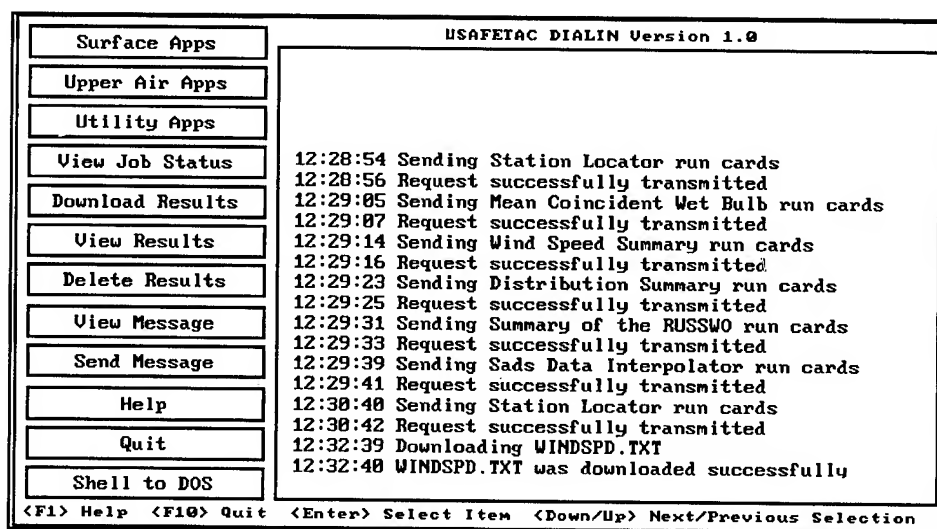 USAFETAC DIALIN Version 1.0
Surface Apps
Upper Air Apps
Utility Apps
View Job Status
Download Results
View Results
Delete Results
View Message
Send Message
Help
Quit
Shell to DOS
12:28:54 Sending Station Locator run cards
12:28:56 Request successfully transmitted
12:29:05 Sending Mean Coincident Wet Bulb run cards
12:29:07 Request successfully transmitted
12:29:14 Sending Wind Speed Summary run cards
12:29:16 Request successfully transmitted
12:29:23 Sending Distribution Summary run cards
12:29:25 Request successfully transmitted
12:29:31 Sending Summary of the RUSSWO run cards
12:29:33 Request successfully transmitted
12:29:39 Sending Sads Data Interpolator run cards
12:29:41 Request successfully transmitted
12:30:40 Sending Station Locator run cards
12:30:42 Request successfully transmitted
12:32:39 Downloading WINDSPD.TXT
12:32:40 WINDSPD.TXT was downloaded successfully
<F1> Help <F10> Quit <Enter> Select Item <Down/Up> Next/Previous Selection